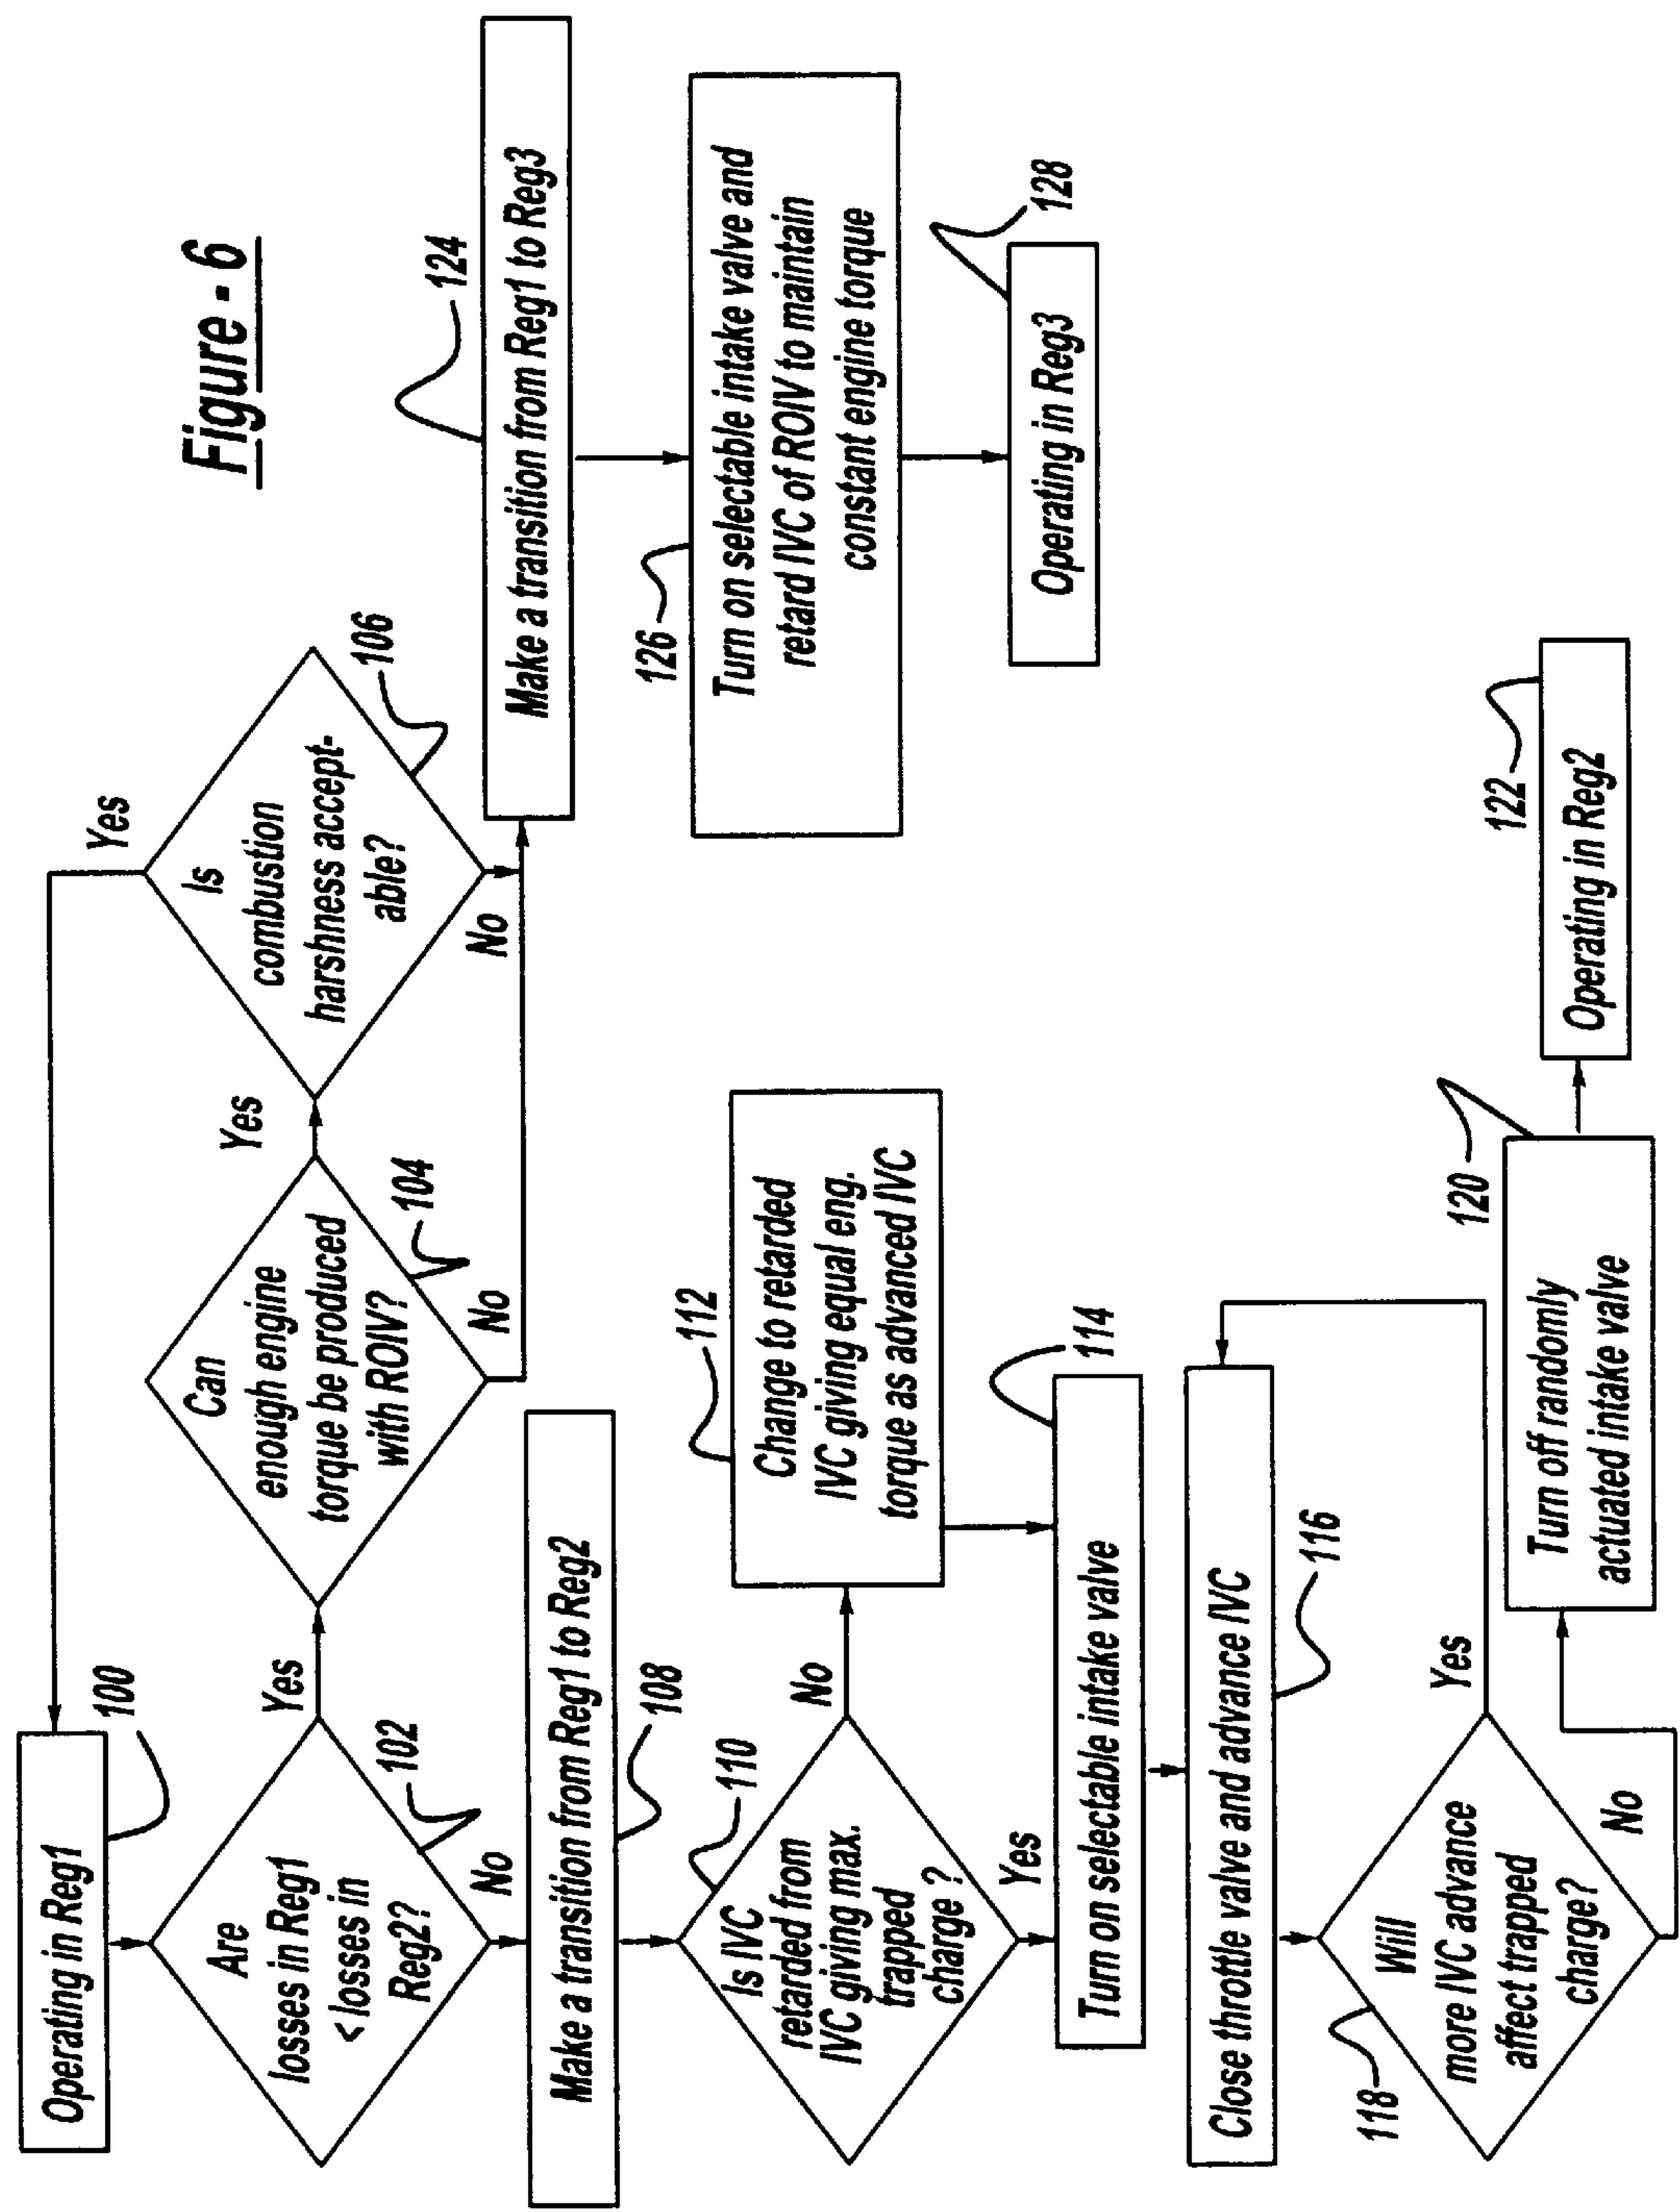 Figure - 6
Operating in Reg1
100
Are
losses in Reg1
< losses in
Reg2?
102
Yes
No
Can
enough engine
torque be produced
with ROIV?
104
Yes
No
Is
combustion
harshness accept-
able?
106
Yes
No
Make a transition from Reg1 to Reg2
108
Is IVC
retarded from
IVC giving max.
trapped
charge ?
110
No
Yes
Change to retarded
IVC giving equal eng.
torque as advanced IVC
112
Turn on selectable intake valve
114
Close throttle valve and advance IVC
116
Will
more IVC advance
affect trapped
charge?
118
Yes
No
Turn off randomly
actuated intake valve
120
Operating in Reg2
122
Make a transition from Reg1 to Reg3
124
Turn on selectable intake valve and
retard IVC of ROIV to maintain
constant engine torque
126
Operating in Reg3
128